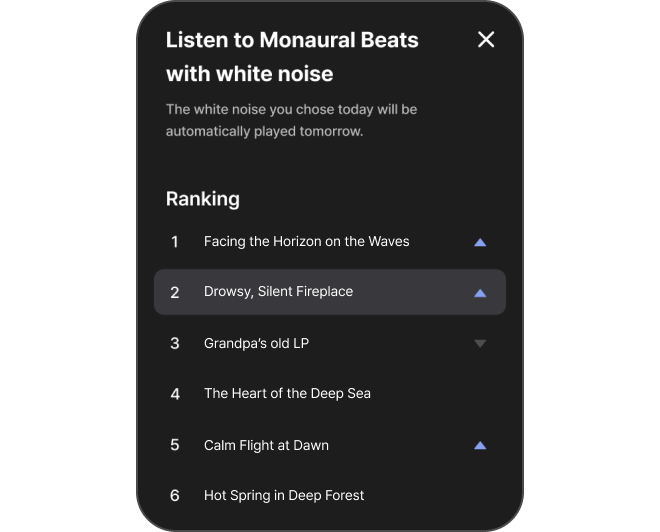 Listen to Monaural Beats
with white noise
The white noise you chose today will be
automatically played tomorrow.
Ranking
1 Facing the Horizon on the Waves
2 Drowsy, Silent Fireplace
3 Grandpa's old LP
4 The Heart of the Deep Sea
5 Calm Flight at Dawn
6 Hot Spring in Deep Forest